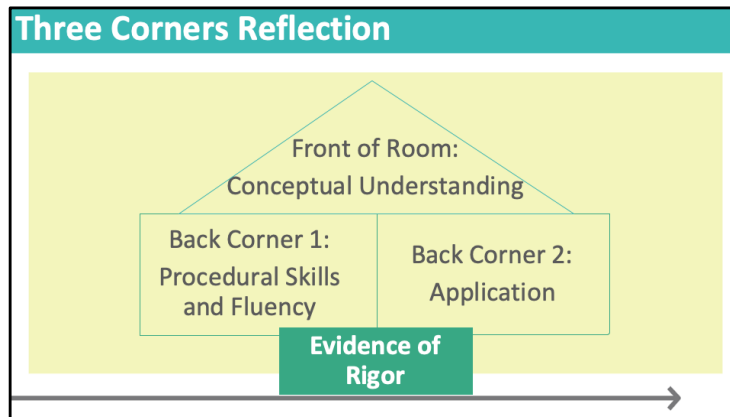 Three Corners Reflection
Front of Room:
Conceptual Understanding
Back Corner 1:
Procedural Skills
and Fluency
Back Corner 2:
Application
Evidence of
Rigor